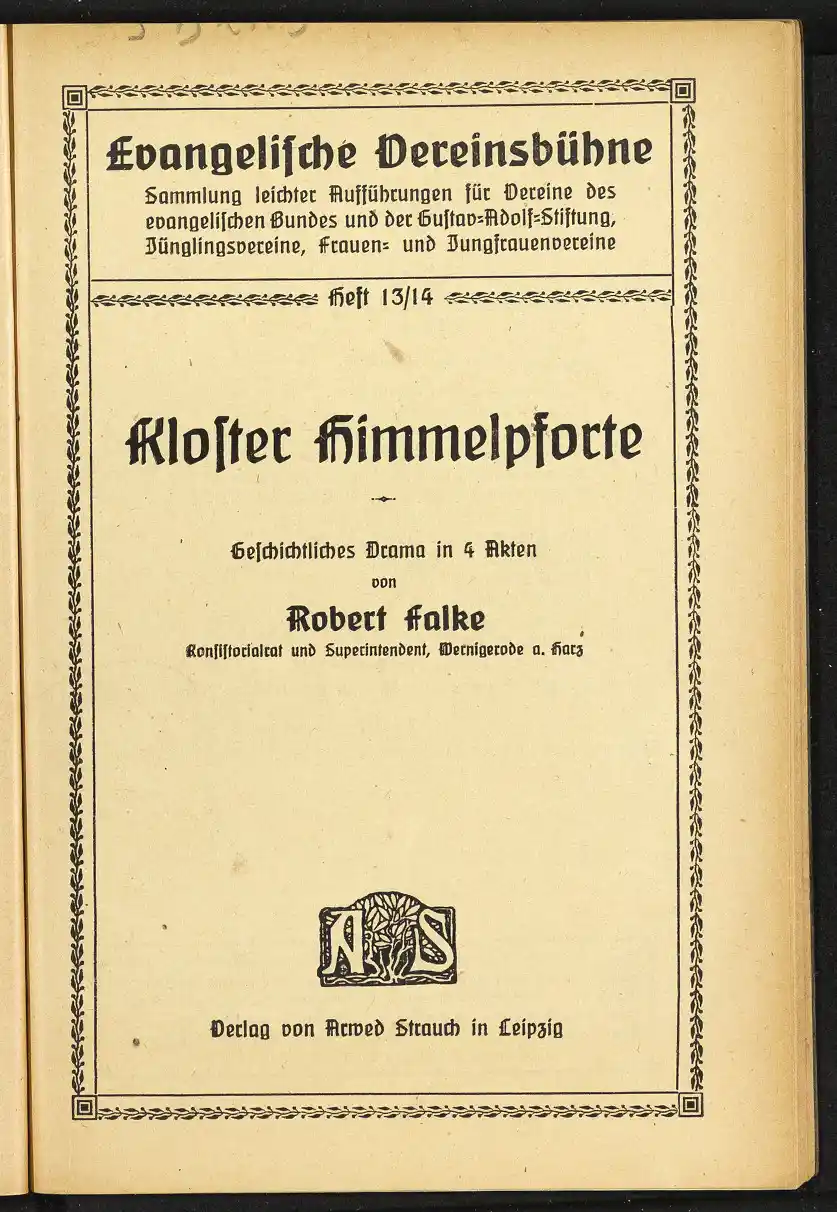 Evangeliſche Vereinsbühne
Sammlung leichter Aufführungen für Vereine des
evangeliſchen Bundes und der Guſtav=Adolf=Stiftung,
Jünglingsvereine, Frauen= und Jungfrauenvereine
Heft 13/14
Kloſter Himmelpforte
Geſchichtliches Drama in 4 Akten
von
Robert Falke
Konſiſtorialrat und Superintendent, Wernigerode a. Harz
A S
Verlag von Arwed Strauch in Leipzig